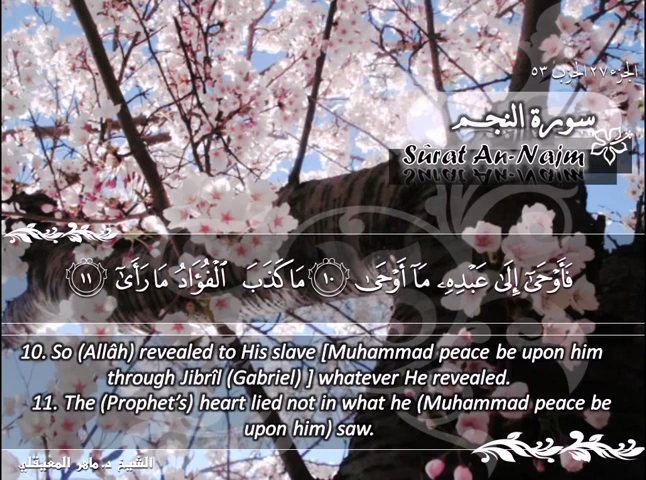 الجزء ٢٧ الحزب ٥٣
سورة النجم
Sûrat An-Najm
فَأَوْحَىٰٓ إِلَىٰ عَبْدِهِۦ مَآ أَوْحَىٰ ١٠ مَا كَذَبَ ٱلْفُؤَادُ مَا رَأَىٰٓ ١١
10. So (Allâh) revealed to His slave [Muhammad peace be upon him
through Jibrîl (Gabriel) ] whatever He revealed.
11. The (Prophet’s) heart lied not in what he (Muhammad peace be
upon him) saw.
الشيخ د. ماهر المعيقلي